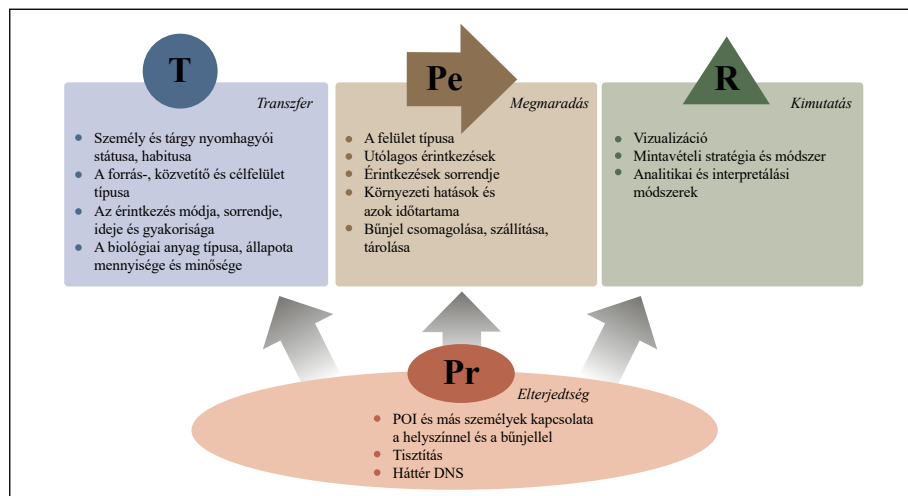 T
Transzfer
Személy és tárgy nyomhagyói
státusa, habitusa
A forrás-, közvetítő és célfelület
típusa
Az érintkezés módja, sorrendje,
ideje és gyakorisága
A biológiai anyag típusa, állapota
mennyisége és minősége
Pe
Megmaradás
A felület típusa
Utólagos érintkezések
Érintkezések sorrendje
Környezeti hatások és
azok időtartama
Bűnjel csomagolása, szállítása,
tárolása
R
Kimutatás
Vizualizáció
Mintavételi stratégia és módszer
Analitikai és interpretálási
módszerek
Pr
Elterjedtség
POI és más személyek kapcsolata
a helyszínnel és a bűnjellel
Tisztítás
Háttér DNS